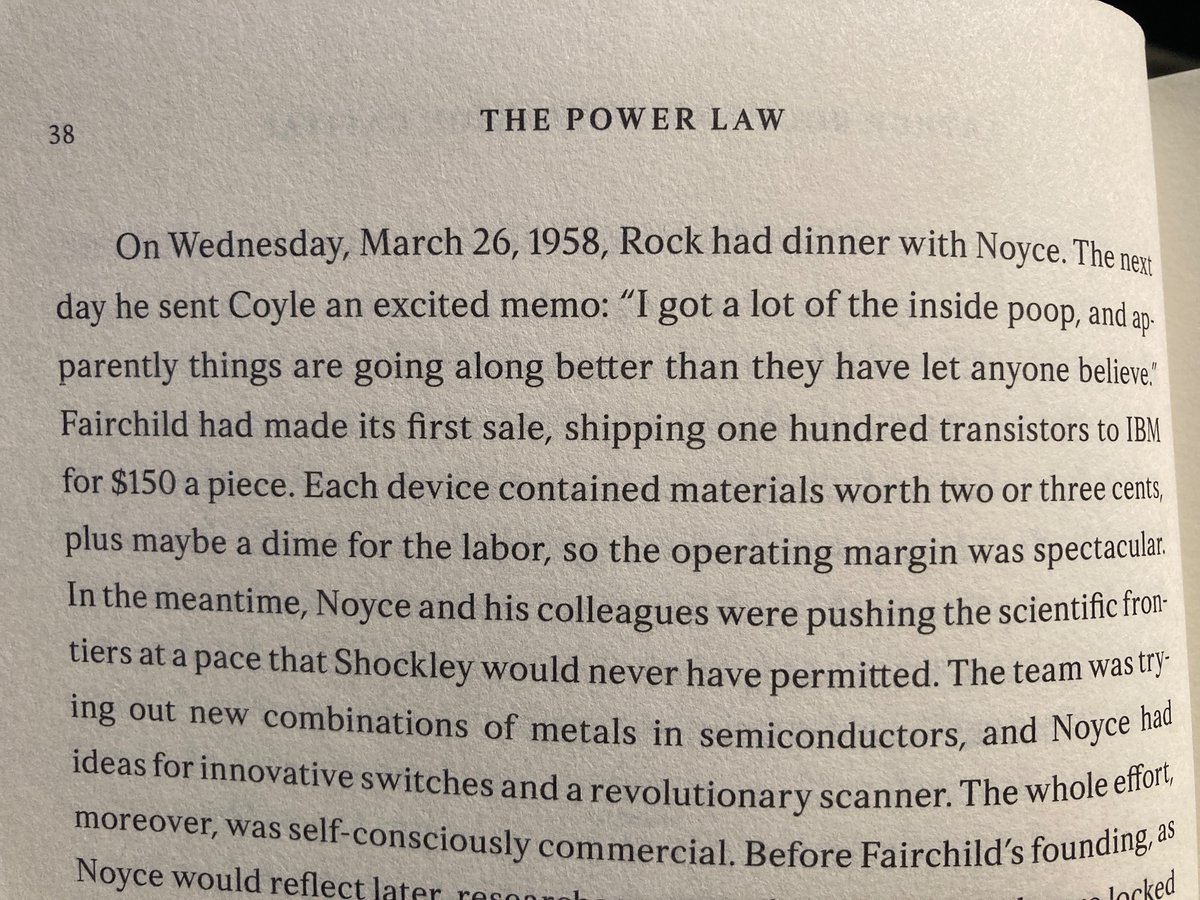 38
THE POWER LAW
On Wednesday, March 26, 1958, Rock had dinner with Noyce. The next
day he sent Coyle an excited memo: “I got a lot of the inside poop, and ap-
parently things are going along better than they have let anyone believe.”
Fairchild had made its first sale, shipping one hundred transistors to IBM
for $150 a piece. Each device contained materials worth two or three cents,
plus maybe a dime for the labor, so the operating margin was spectacular.
In the meantime, Noyce and his colleagues were pushing the scientific fron-
tiers at a pace that Shockley would never have permitted. The team was try-
ing out new combinations of metals in semiconductors, and Noyce had
ideas for innovative switches and a revolutionary scanner. The whole effort,
moreover, was self-consciously commercial. Before Fairchild’s founding, as
Noyce would reflect later, locked